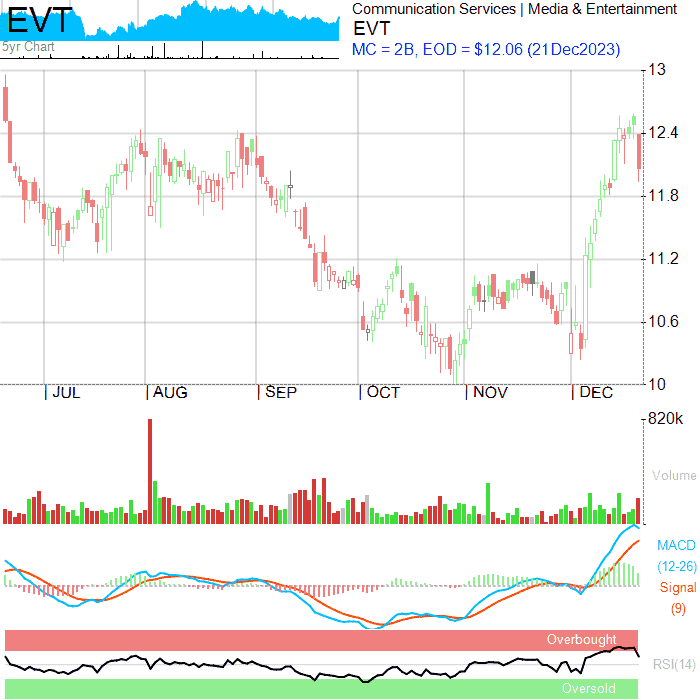 EVT
5yr Chart
Communication Services | Media & Entertainment
EVT
MC = 2B, EOD = $12.06 (21Dec2023)
13
12.4
11.8
11.2
10.6
10
JUL
AUG
SEP
OCT
NOV
DEC
820k
Volume
MACD
(12-26)
Signal
(9)
Overbought
RSI(14)
Oversold